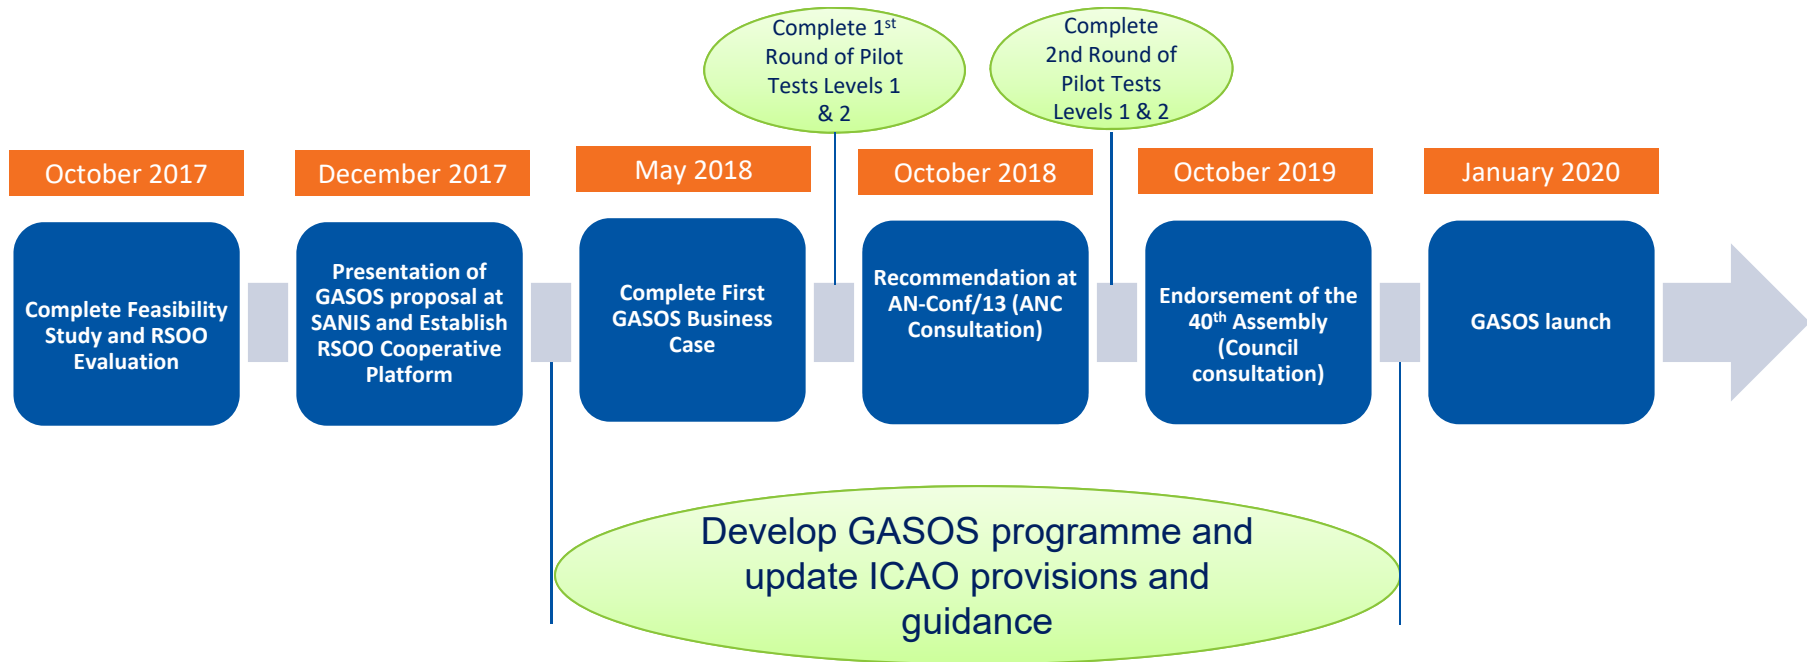 Complete 1st
Round of Pilot
Tests Levels 1
& 2
Complete
2nd Round of
Pilot Tests
Levels 1 & 2
October 2017
December 2017
May 2018
October 2018
October 2019
January 2020
Complete Feasibility
Study and RSOO
Evaluation
Presentation of
GASOS proposal at
SANIS and Establish
RSOO Cooperative
Platform
Complete First
GASOS Business
Case
Recommendation at
AN-Conf/13 (ANC
Consultation)
Endorsement of the
40th Assembly
(Council
consultation)
GASOS launch
Develop GASOS programme and
update ICAO provisions and
guidance